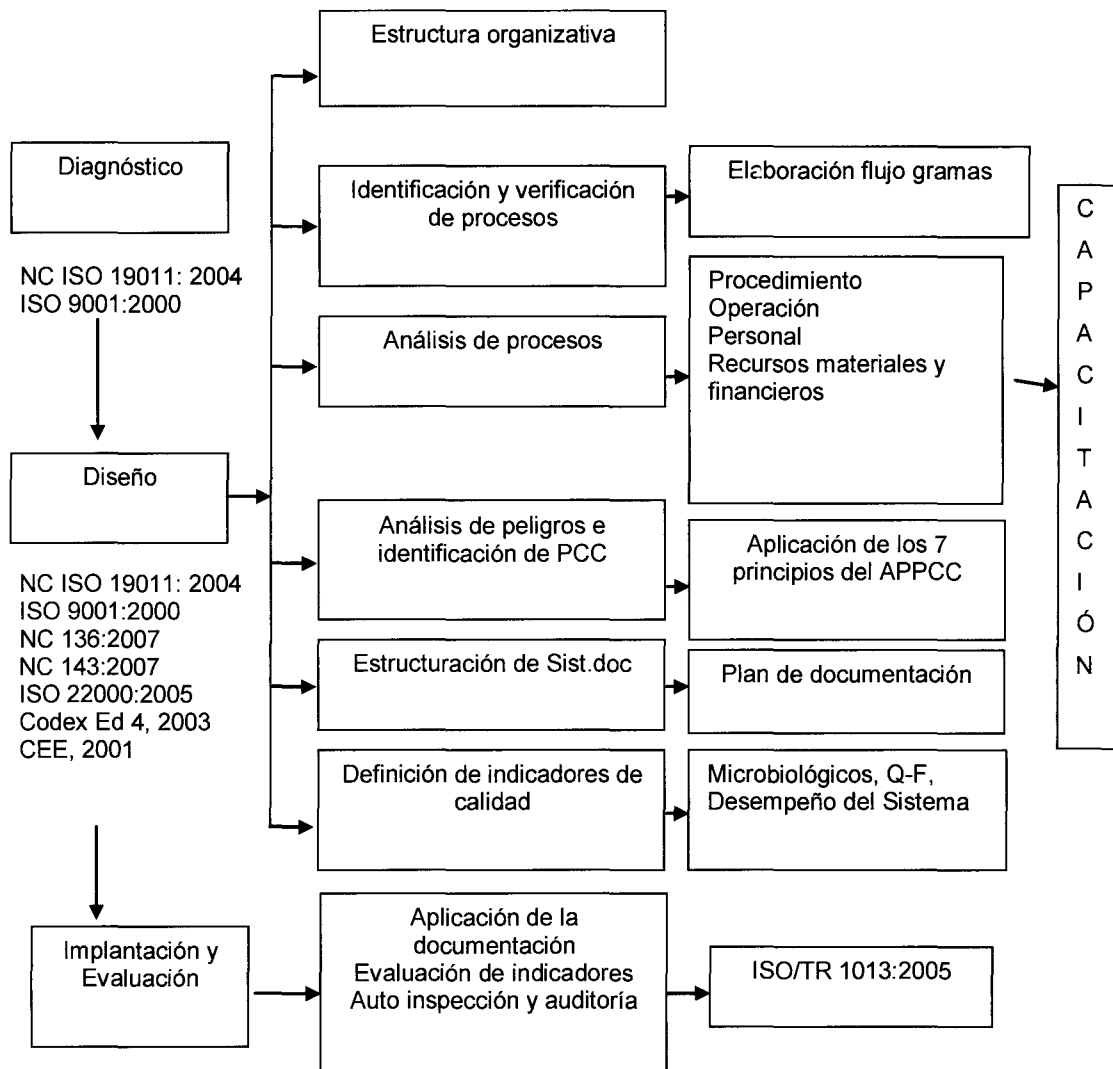 Estructura organizativa
Diagnóstico
NC ISO 19011: 2004
ISO 9001:2000
Identificación y verificación
de procesos
Elaboración flujo gramas
Análisis de procesos
Procedimiento
Operación
Personal
Recursos materiales y
financieros
C
A
P
A
C
I
T
A
C
I
Ó
N
Diseño
NC ISO 19011: 2004
ISO 9001:2000
NC 136:2007
NC 143:2007
ISO 22000:2005
Codex Ed 4, 2003
CEE, 2001
Análisis de peligros e
identificación de PCC
Aplicación de los 7
principios del APPCC
Estructuración de Sist.doc
Plan de documentación
Definición de indicadores de
calidad
Microbiológicos, Q-F,
Desempeño del Sistema
Implantación y
Evaluación
Aplicación de la
documentación
Evaluación de indicadores
Auto inspección y auditoría
ISO/TR 1013:2005